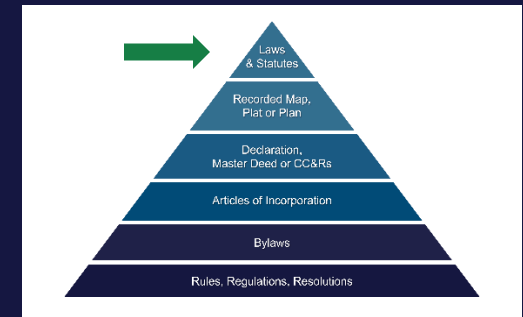 Laws
& Statutes
Recorded Map,
Plat or Plan
Declaration,
Master Deed or CC&Rs
Articles of Incorporation
Bylaws
Rules, Regulations, Resolutions